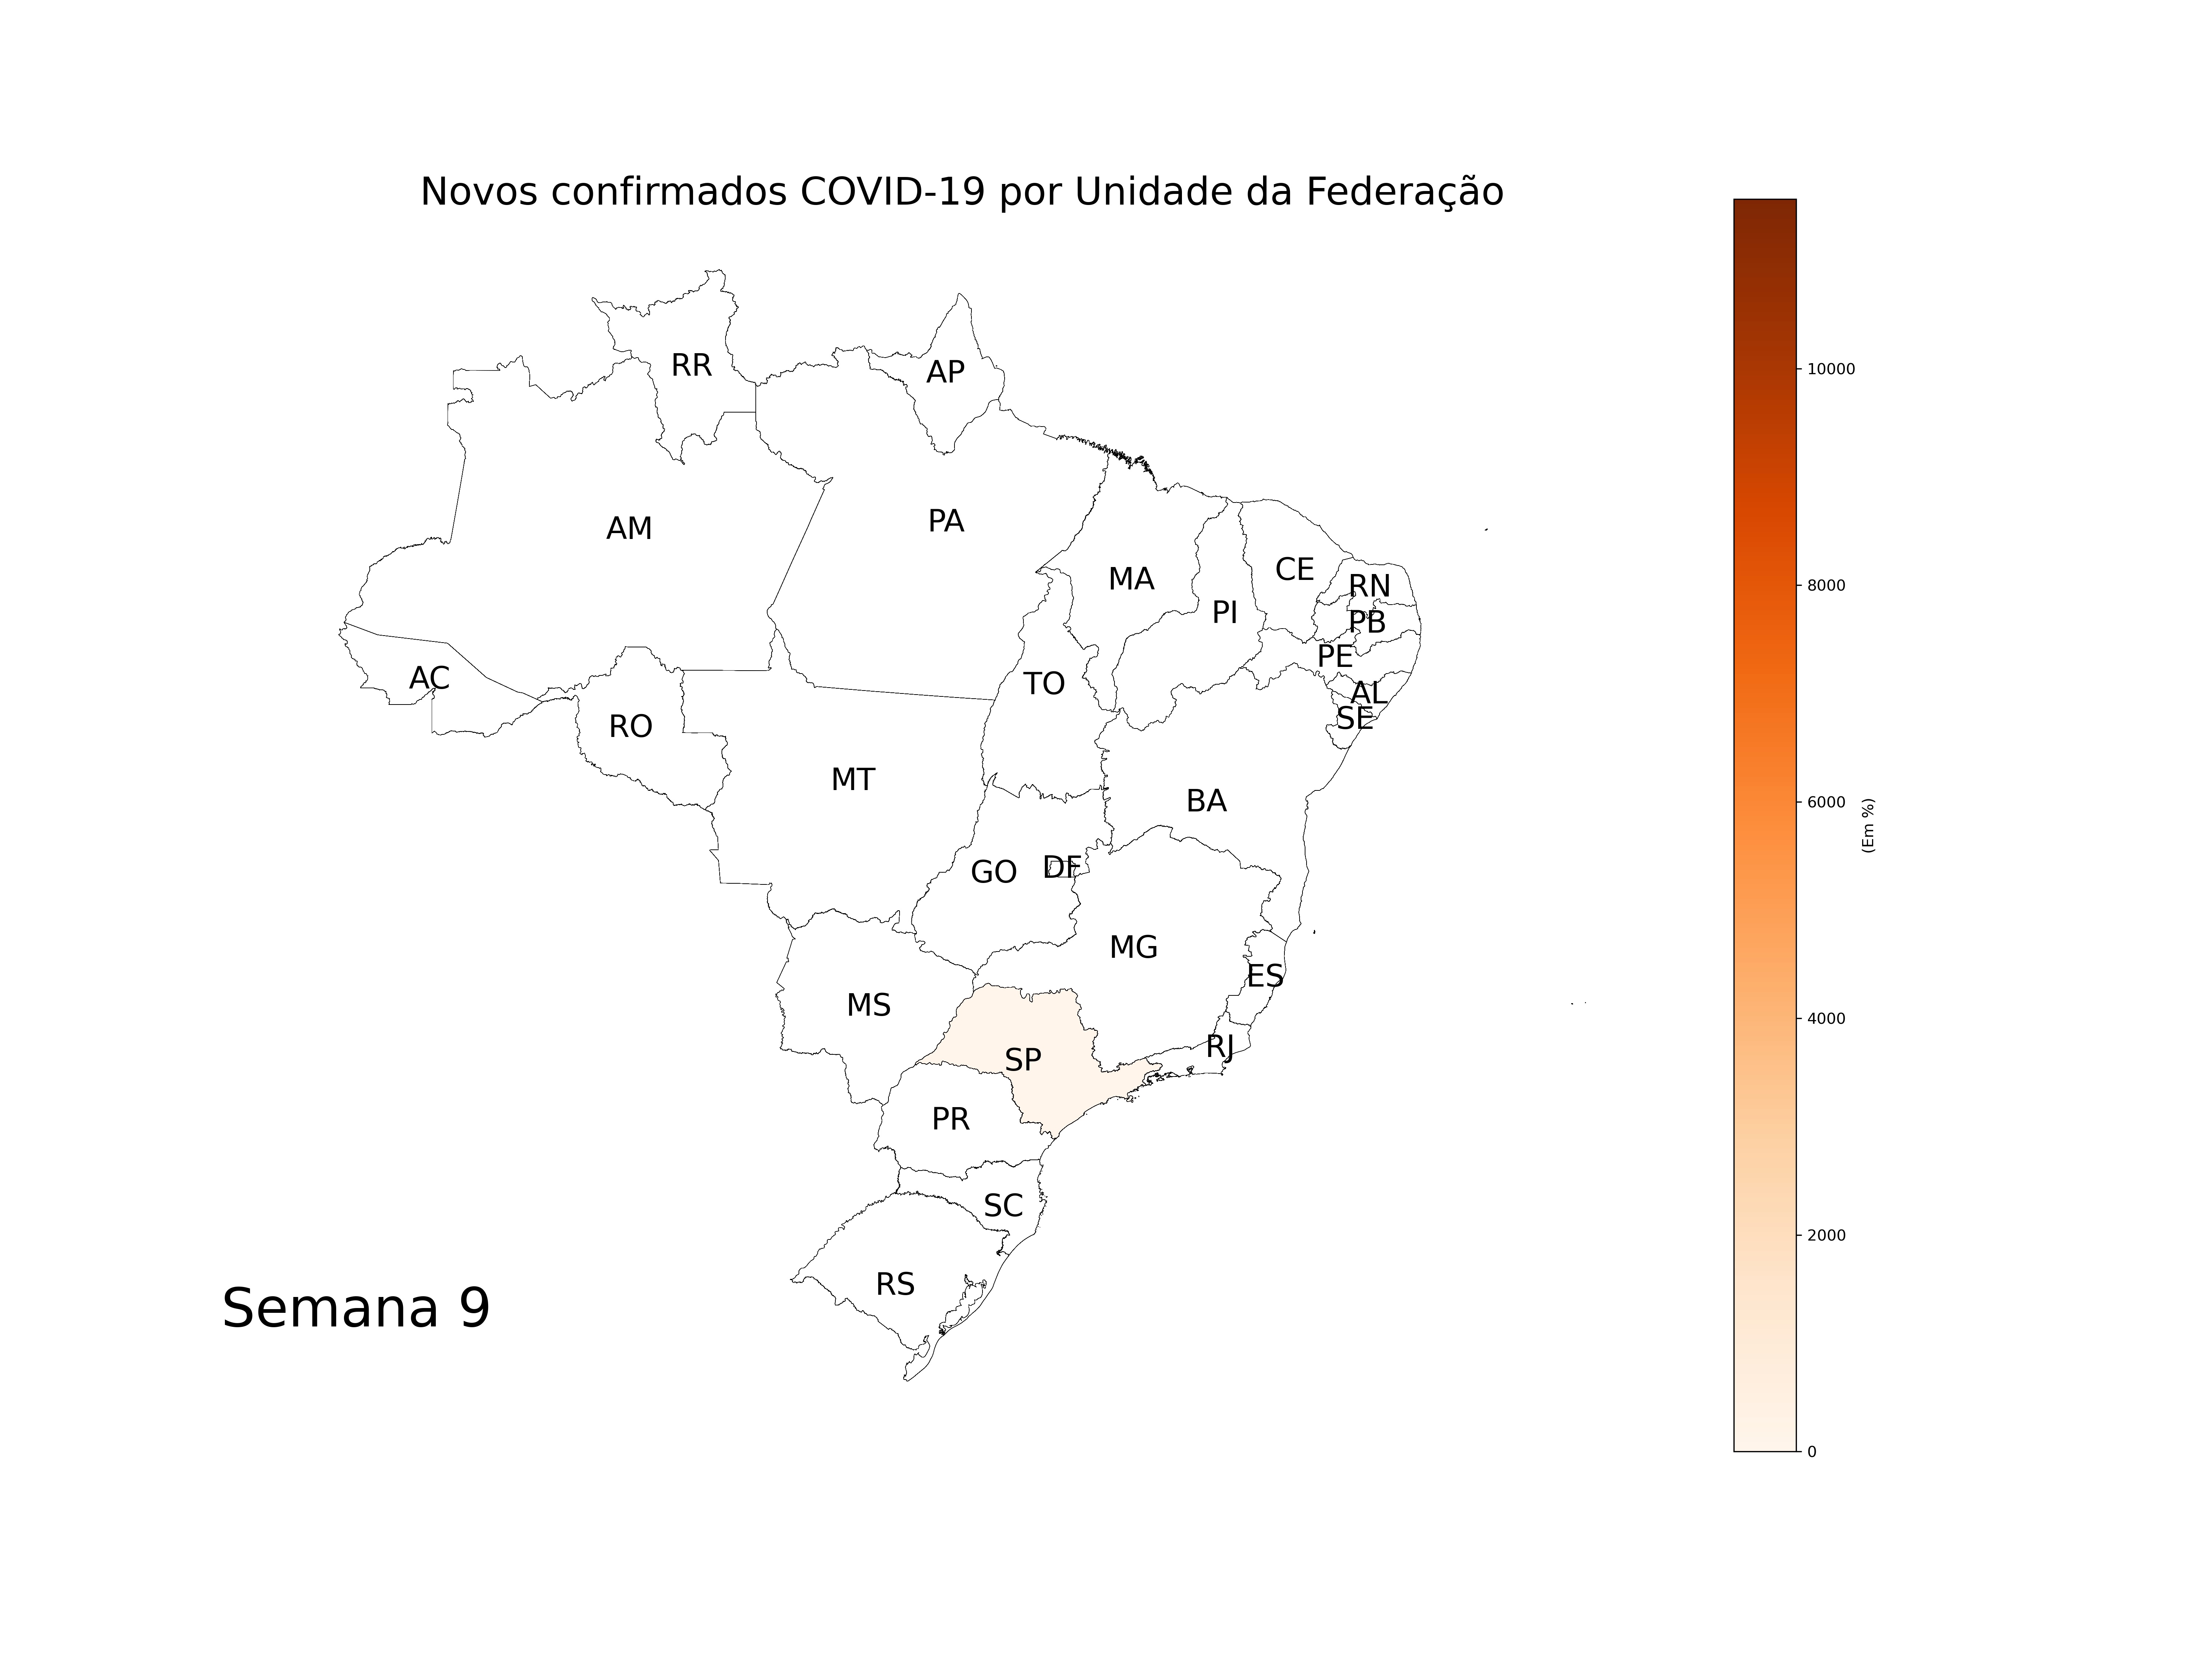 Novos confirmados COVID-19 por Unidade da Federação
RR
AP
AM
PA
MA
CE
RN
PI
PB
PE
AC
TO
AL
SE
RO
MT
BA
GO
DF
MG
ES
MS
RJ
SP
PR
SC
RS
Semana 9
10000
8000
6000
4000
2000
0
(Em %)